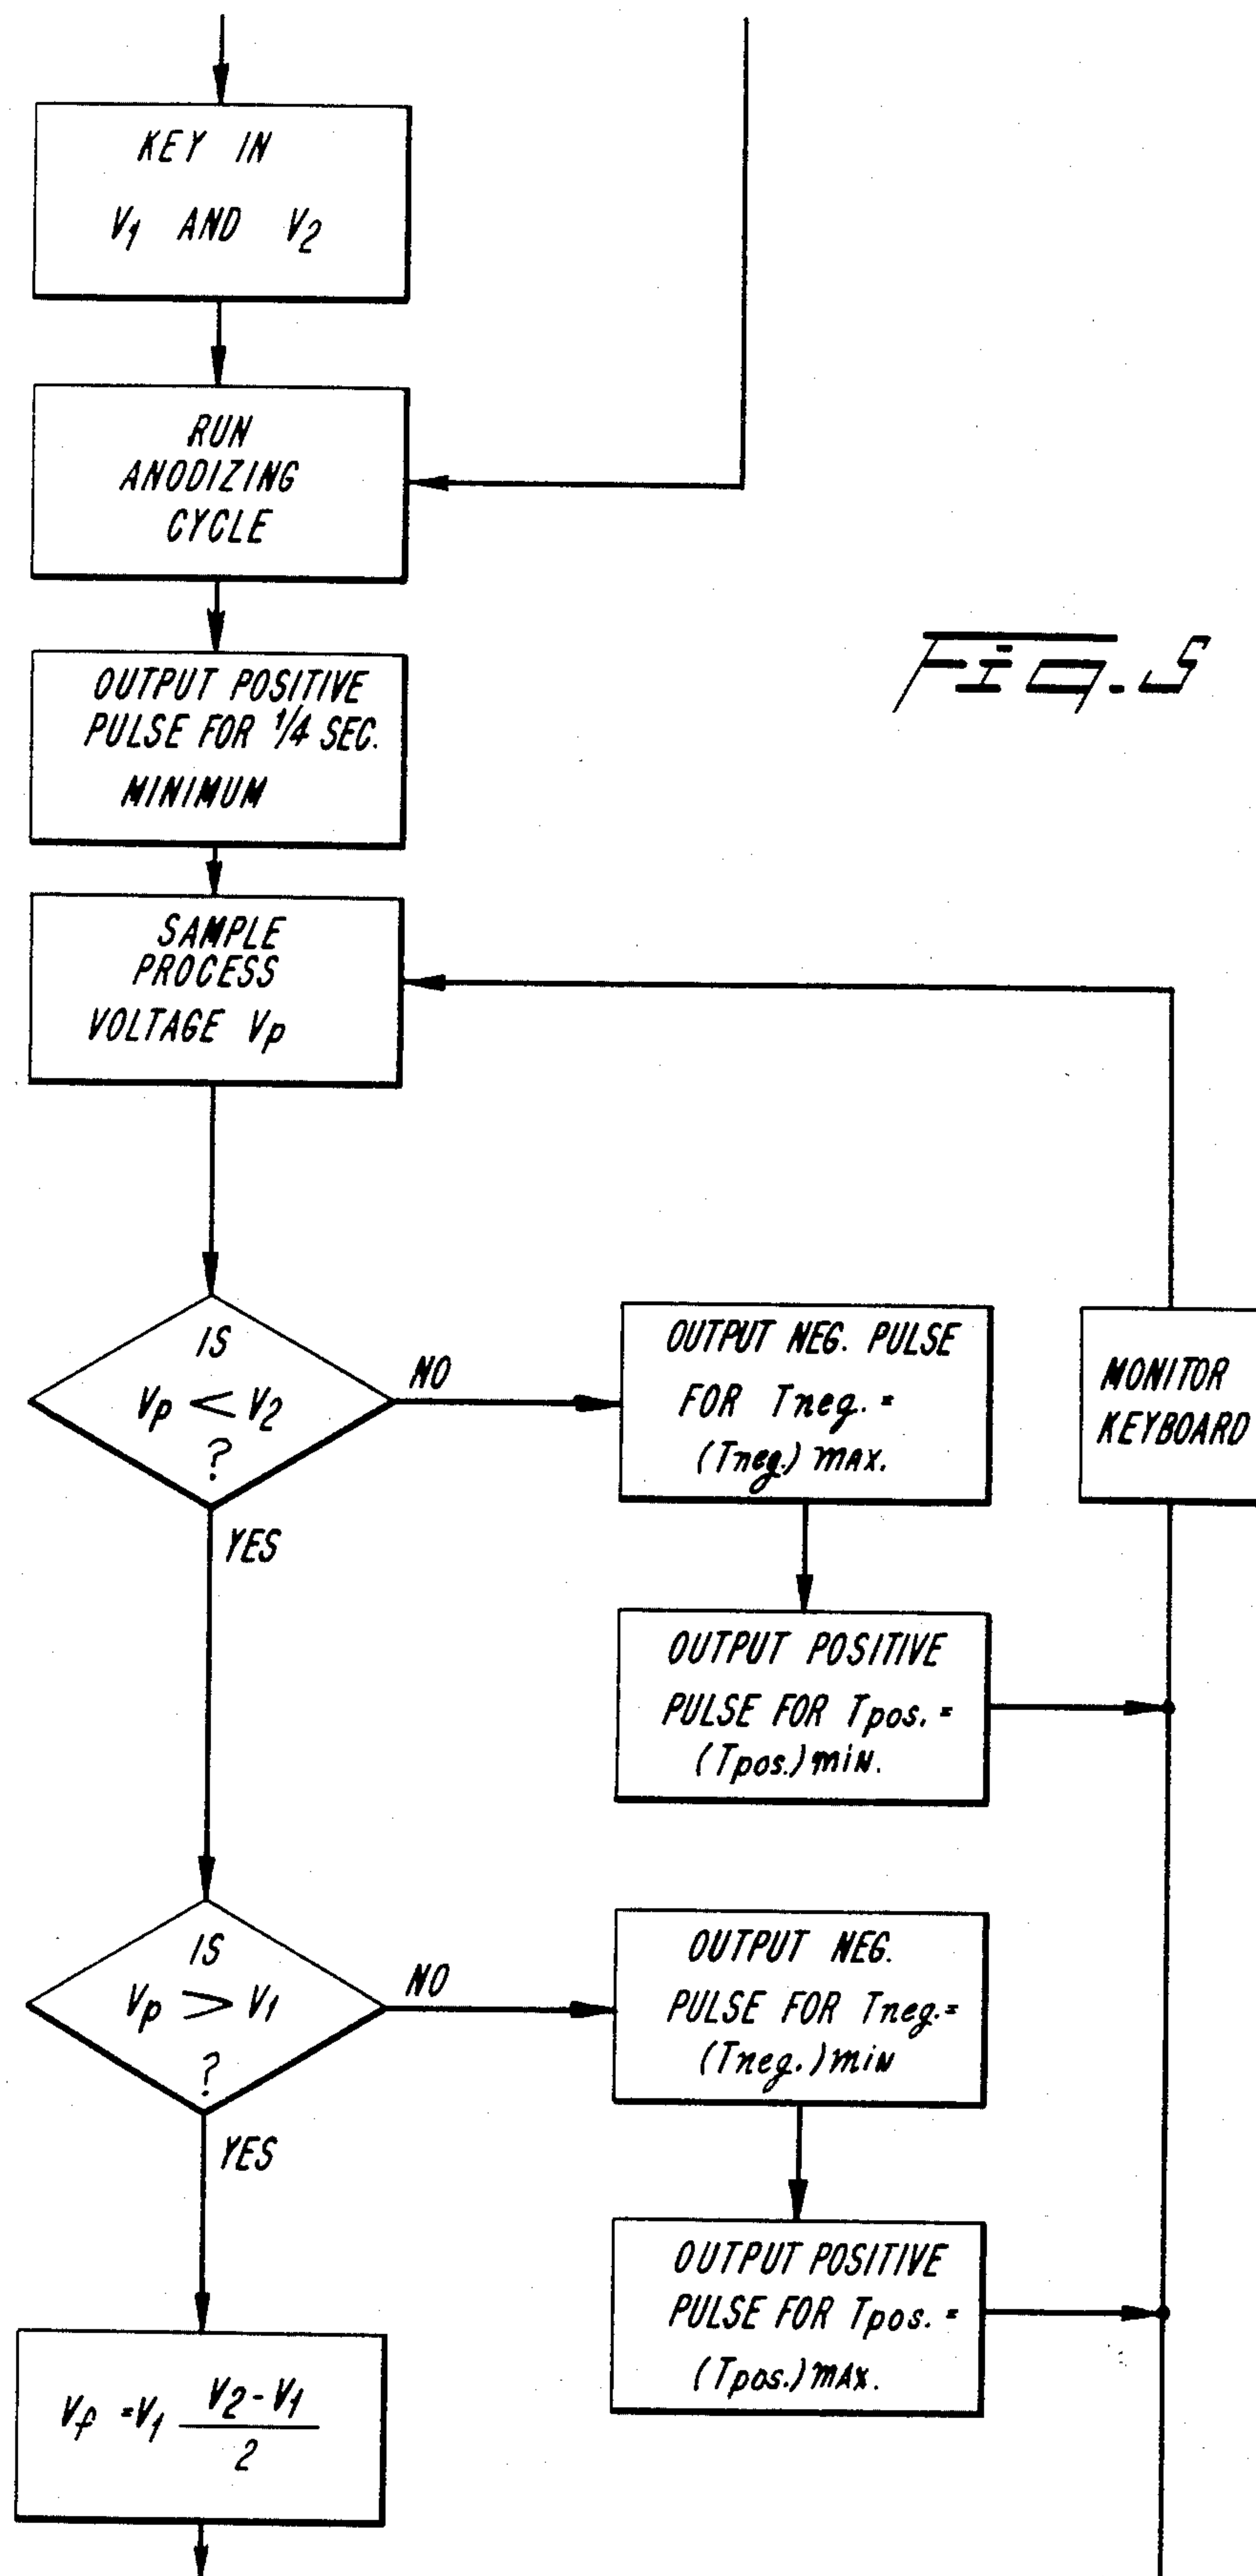 KEY IN
V1 AND V2
RUN
ANODIZING
CYCLE
Fig. 5
OUTPUT POSITIVE
PULSE FOR 1/4 SEC.
MINIMUM
SAMPLE
PROCESS
VOLTAGE Vp
IS
Vp < V2
?
NO
YES
OUTPUT NEG. PULSE
FOR Tneg. =
(Tneg.) MAX.
MONITOR
KEYBOARD
OUTPUT POSITIVE
PULSE FOR Tpos. =
(Tpos.) MIN.
IS
Vp > V1
?
NO
YES
OUTPUT NEG.
PULSE FOR Tneg. =
(Tneg.) MIN
OUTPUT POSITIVE
PULSE FOR Tpos. =
(Tpos.) MAX.
Vf = V1 V2 - V1
2